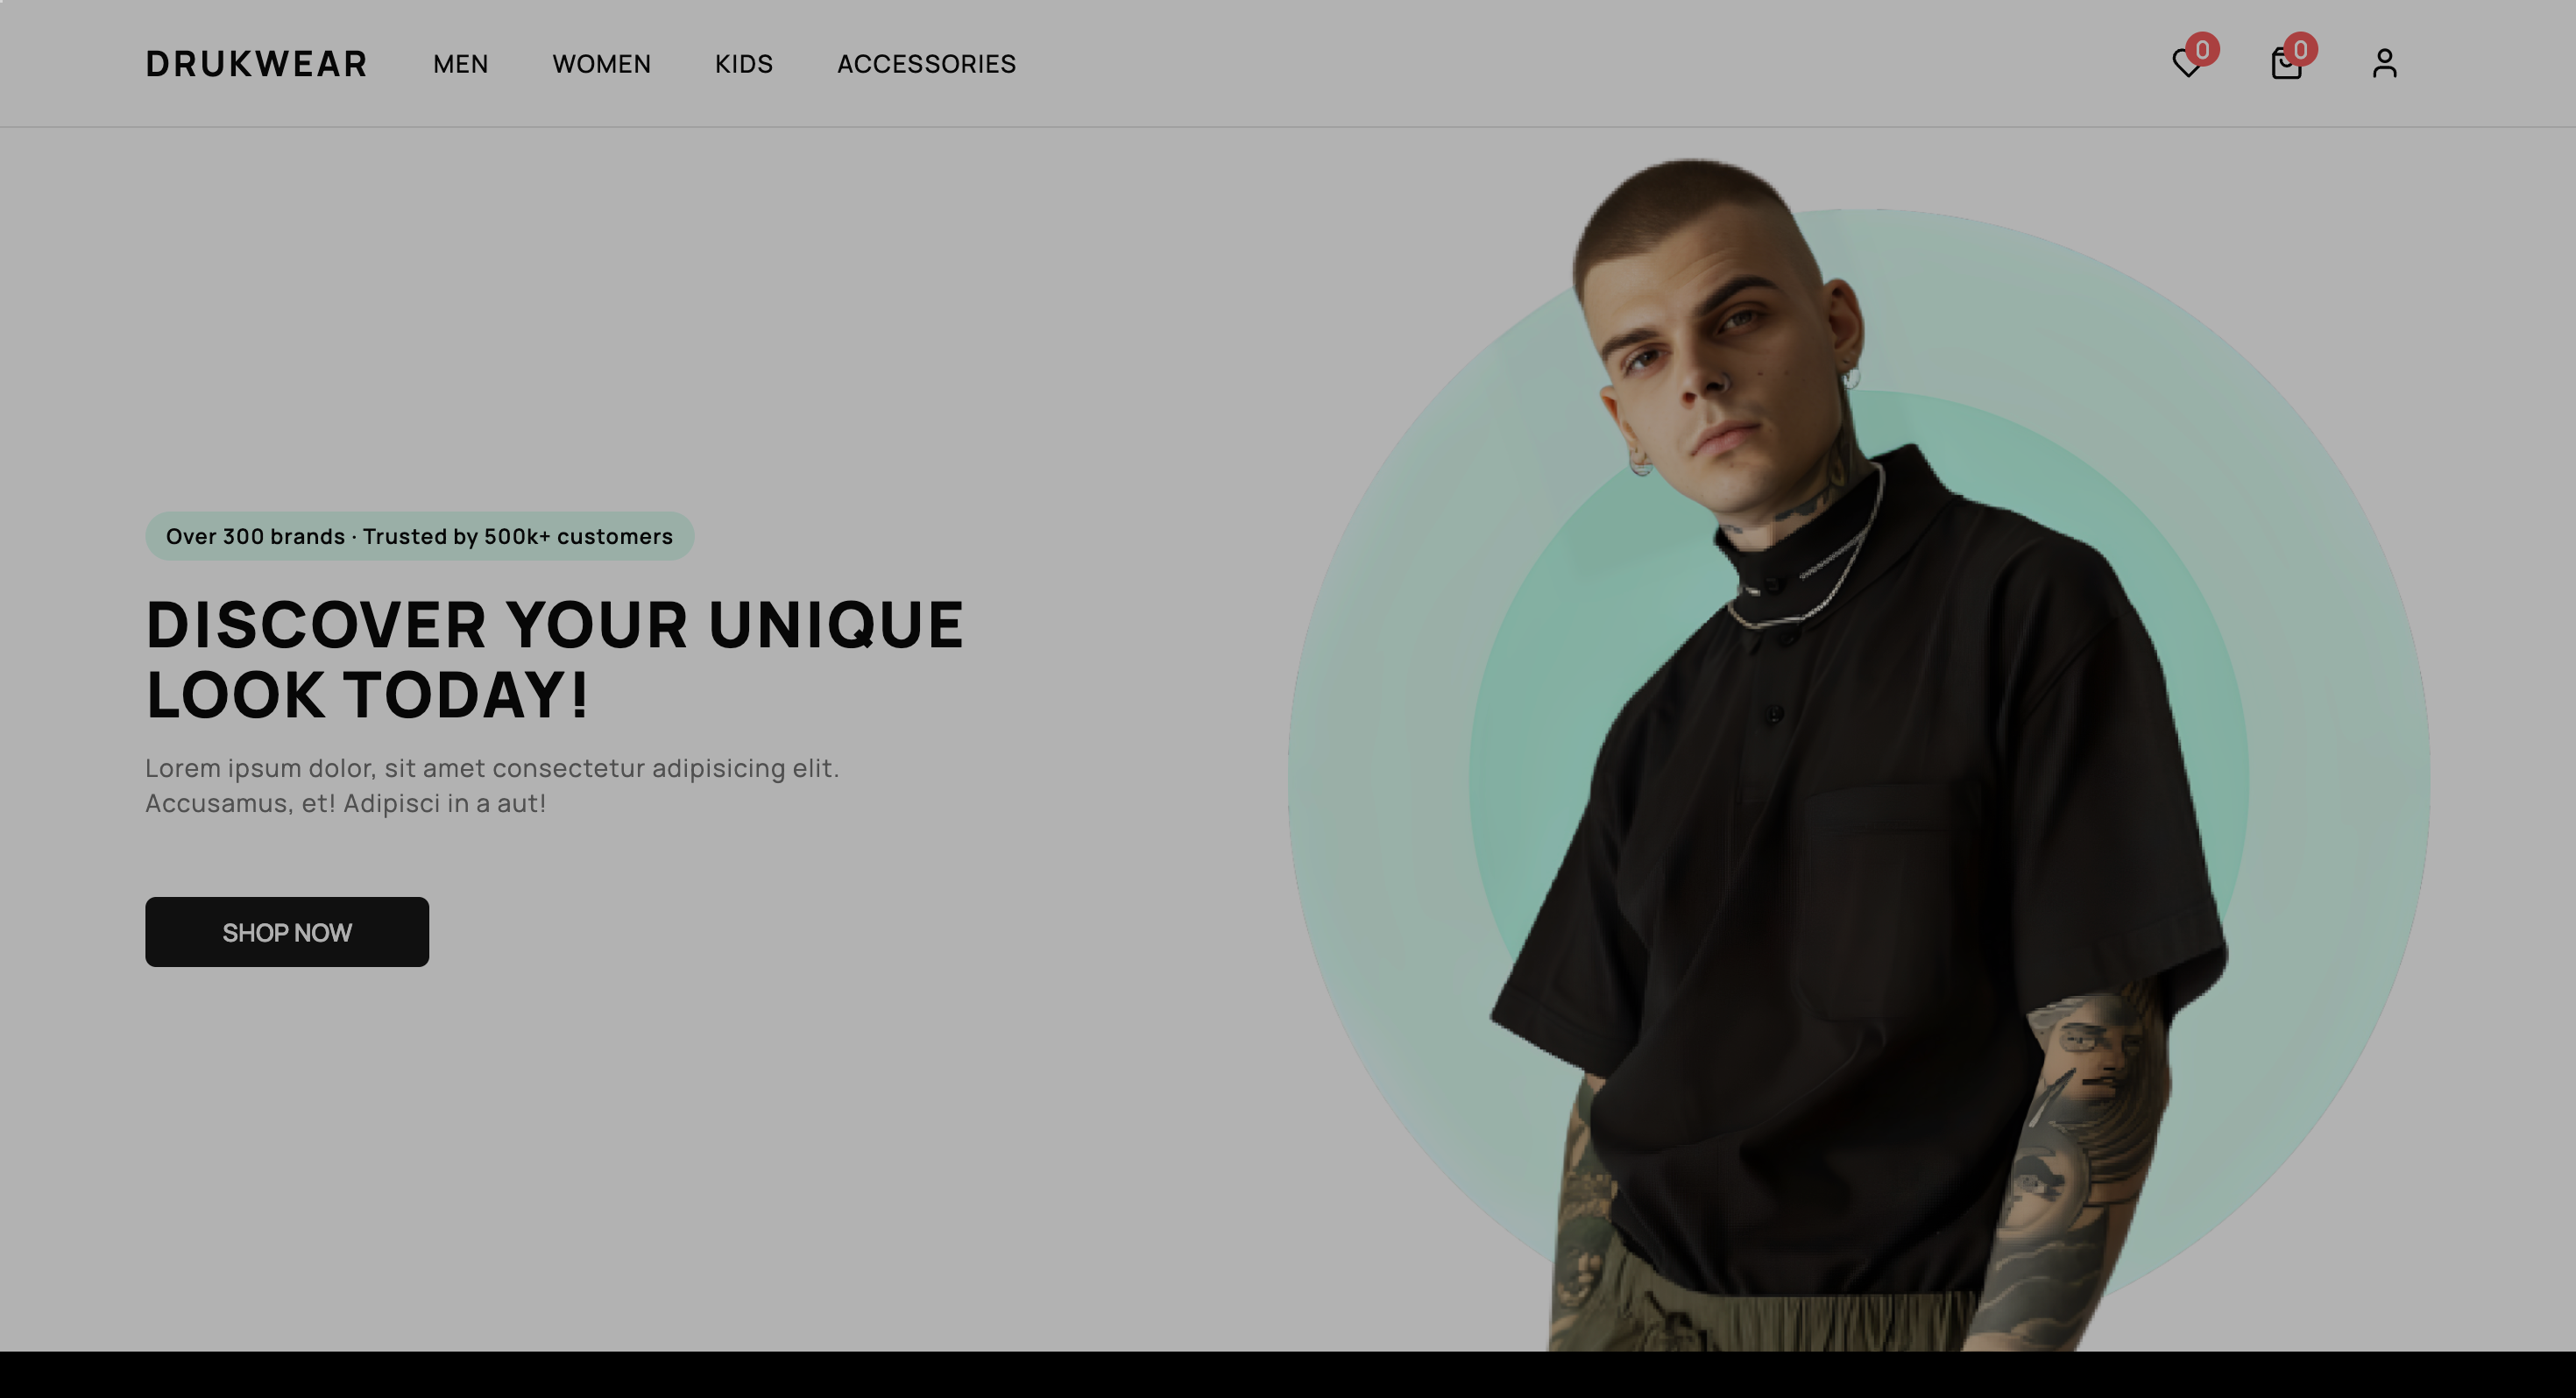 DRUKWEAR MEN WOMEN KIDS ACCESSORIES 0 0
Over 300 brands · Trusted by 500k+ customers
DISCOVER YOUR UNIQUE
LOOK TODAY!
Lorem ipsum dolor, sit amet consectetur adipisicing elit.
Accusamus, et! Adipisci in a aut!
SHOP NOW